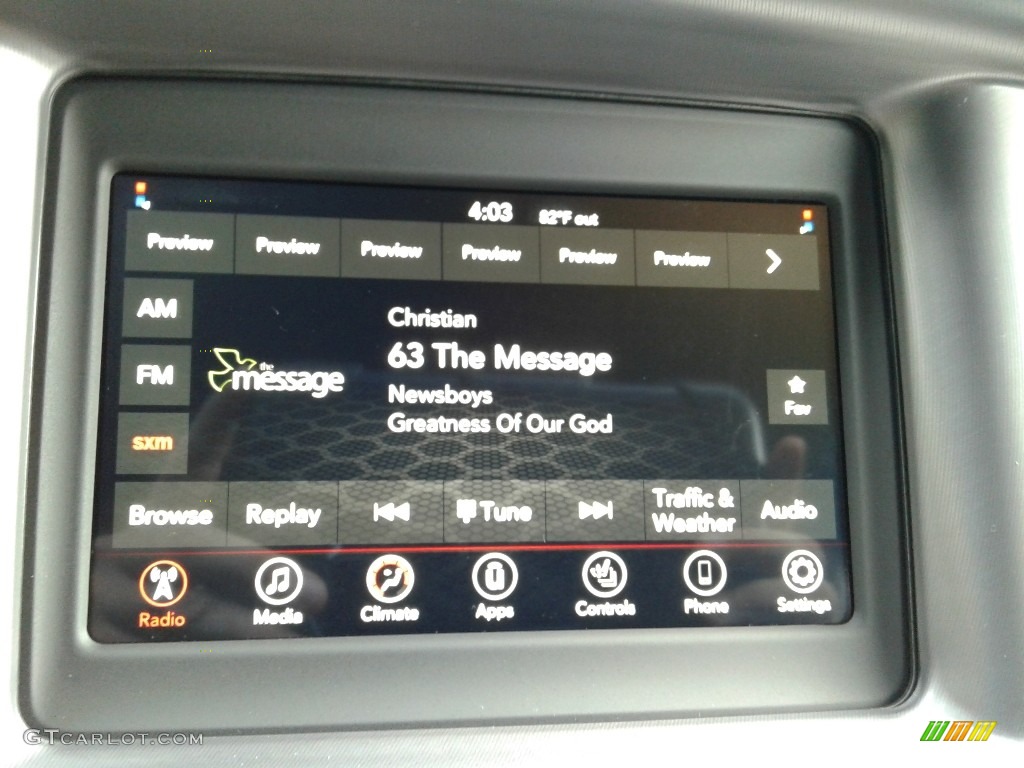 4:03 82°F out
Preview Preview Preview Preview Preview Preview
AM
FM
sxm
the message
Christian
63 The Message
Newsboys
Greatness Of Our God
Fav
Browse Replay Tune Traffic & Weather Audio
Radio Media Climate Apps Controls Phone Settings
GTCARLOT.COM